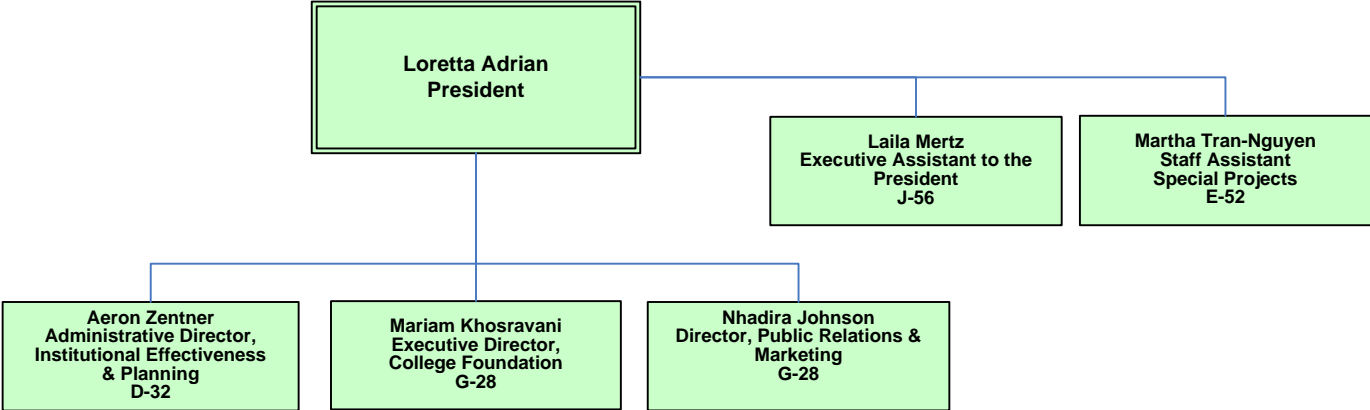 Loretta Adrian
President
Laila Mertz
Executive Assistant to the
President
J-56
Martha Tran-Nguyen
Staff Assistant
Special Projects
E-52
Aeron Zentner
Administrative Director,
Institutional Effectiveness
& Planning
D-32
Mariam Khosravani
Executive Director,
College Foundation
G-28
Nhadira Johnson
Director, Public Relations &
Marketing
G-28